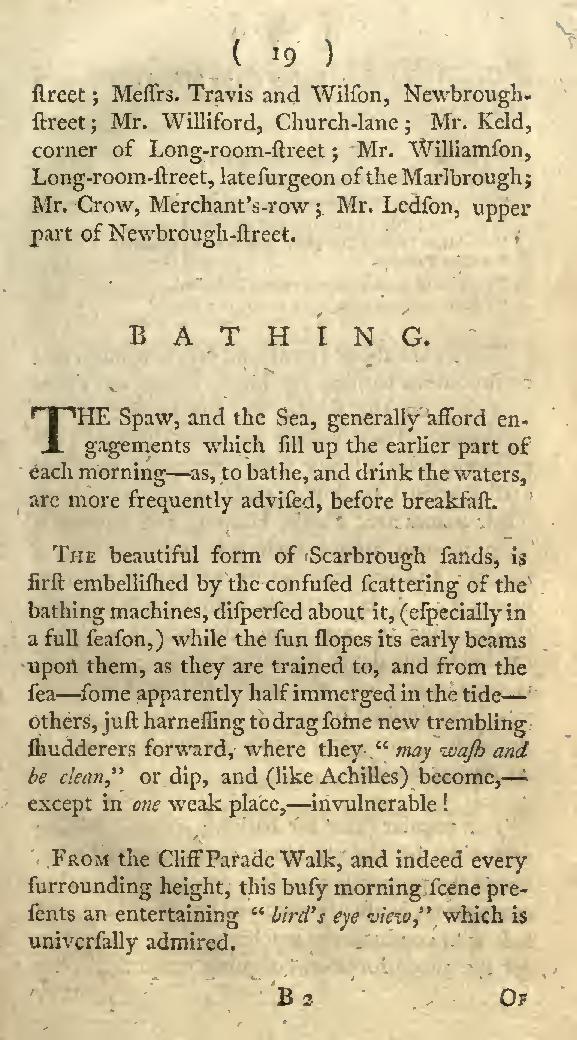 ( 19 )
ſtreet; Meſſrs. Travis and Wilſon, Newbrough-
ſtreet; Mr. Williford, Church-lane; Mr. Keld,
corner of Long-room-ſtreet; Mr. Williamſon,
Long-room-ſtreet, late ſurgeon of the Marlbrough;
Mr. Crow, Merchant's-row; Mr. Ledſon, upper
part of Newbrough-ſtreet.
BATHING.
THE Spaw, and the Sea, generally afford en-
gagements which fill up the earlier part of
each morning—as, to bathe, and drink the waters,
are more frequently adviſed, before breakfaſt.
THE beautiful form of Scarbrough ſands, is
firſt embelliſhed by the confuſed ſcattering of the
bathing machines, diſperſed about it, (eſpecially in
a full ſeaſon,) while the ſun ſlopes its early beams
upon them, as they are trained to, and from the
ſea—ſome apparently half immerged in the tide—
others, juſt harneſſing to drag ſome new trembling
ſhudderers forward, where they “ may waſh and
be clean,” or dip, and (like Achilles) become,—
except in one weak place,—invulnerable!
FROM the Cliff Parade Walk, and indeed every
ſurrounding height, this buſy morning ſcene pre-
ſents an entertaining “ bird's eye view,” which is
univerſally admired.
B 2 OF